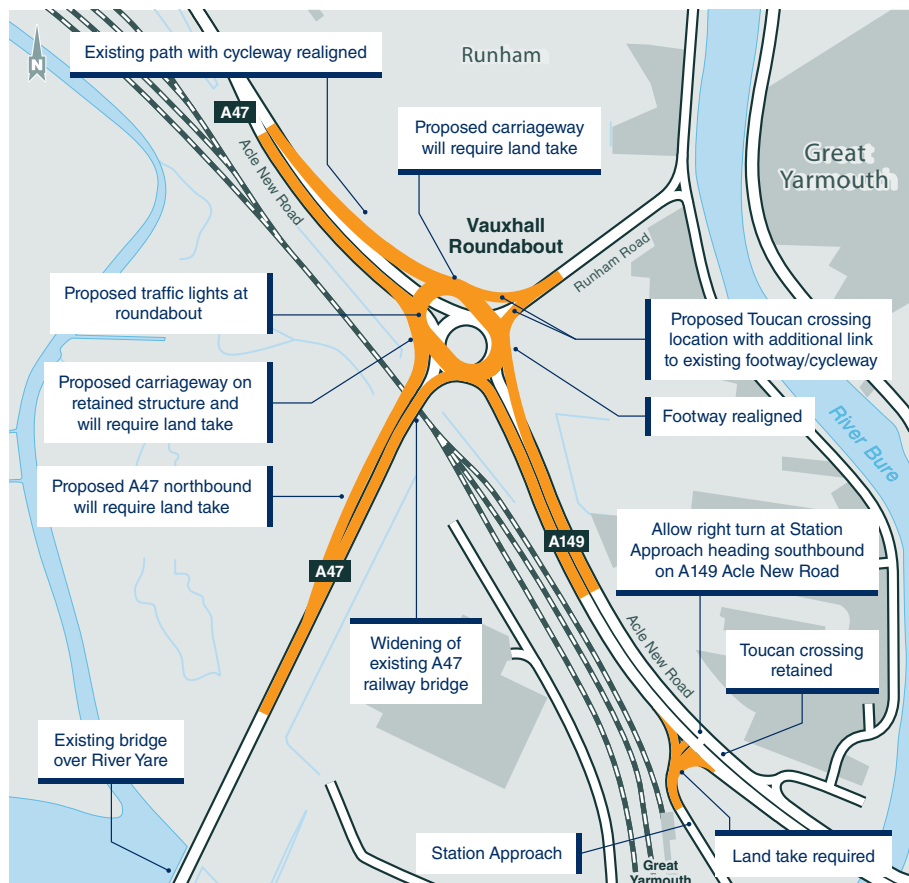 N
Existing path with cycleway realigned
Runham
A47
Acle New Road
Proposed carriageway
will require land take
Great
Yarmouth
Vauxhall
Roundabout
Runham Road
Proposed traffic lights at
roundabout
Proposed Toucan crossing
location with additional link
to existing footway/cycleway
Proposed carriageway on
retained structure and
will require land take
Footway realigned
River Bure
Proposed A47 northbound
will require land take
Allow right turn at Station
Approach heading southbound
on A149 Acle New Road
A149
A47
Acle New Road
Widening of
existing A47
railway bridge
Toucan crossing
retained
Existing bridge
over River Yare
Station Approach
Land take required
Great
Yarmouth